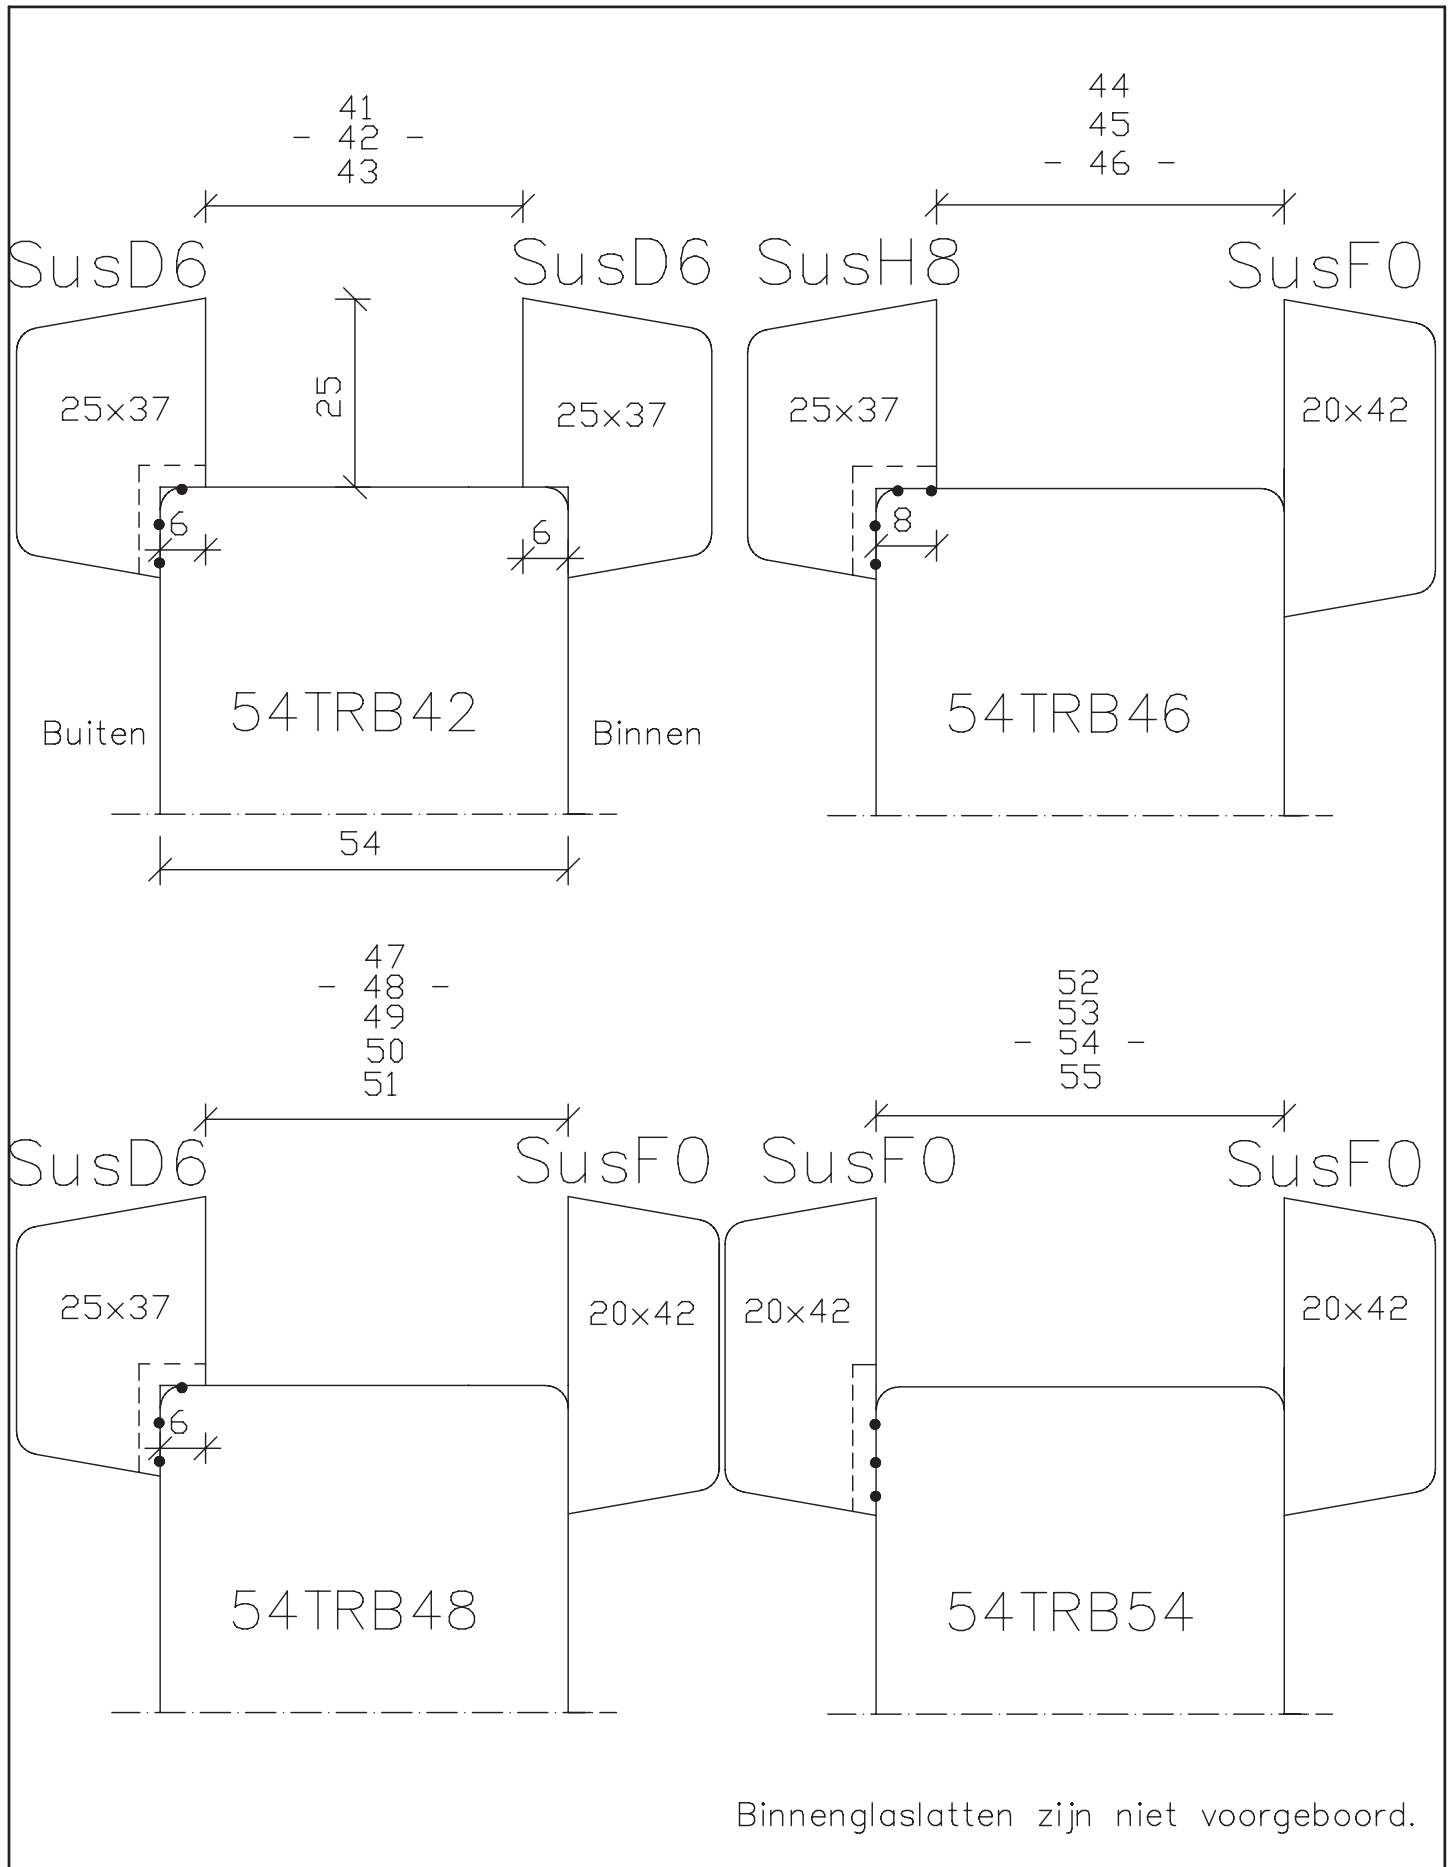 41
- 42 -
43
SusD6 SusD6
25
25x37 25x37
6 6
54TRB42
Buiten Binnen
54
44
45
- 46 -
SusH8 SusF0
25x37 20x42
8
54TRB46
47
- 48 -
49
50
51
SusD6 SusF0
25x37 20x42
6
54TRB48
52
53
- 54 -
55
SusF0 SusF0
20x42 20x42
54TRB54
Binnenglaslatten zijn niet voorgeboord.